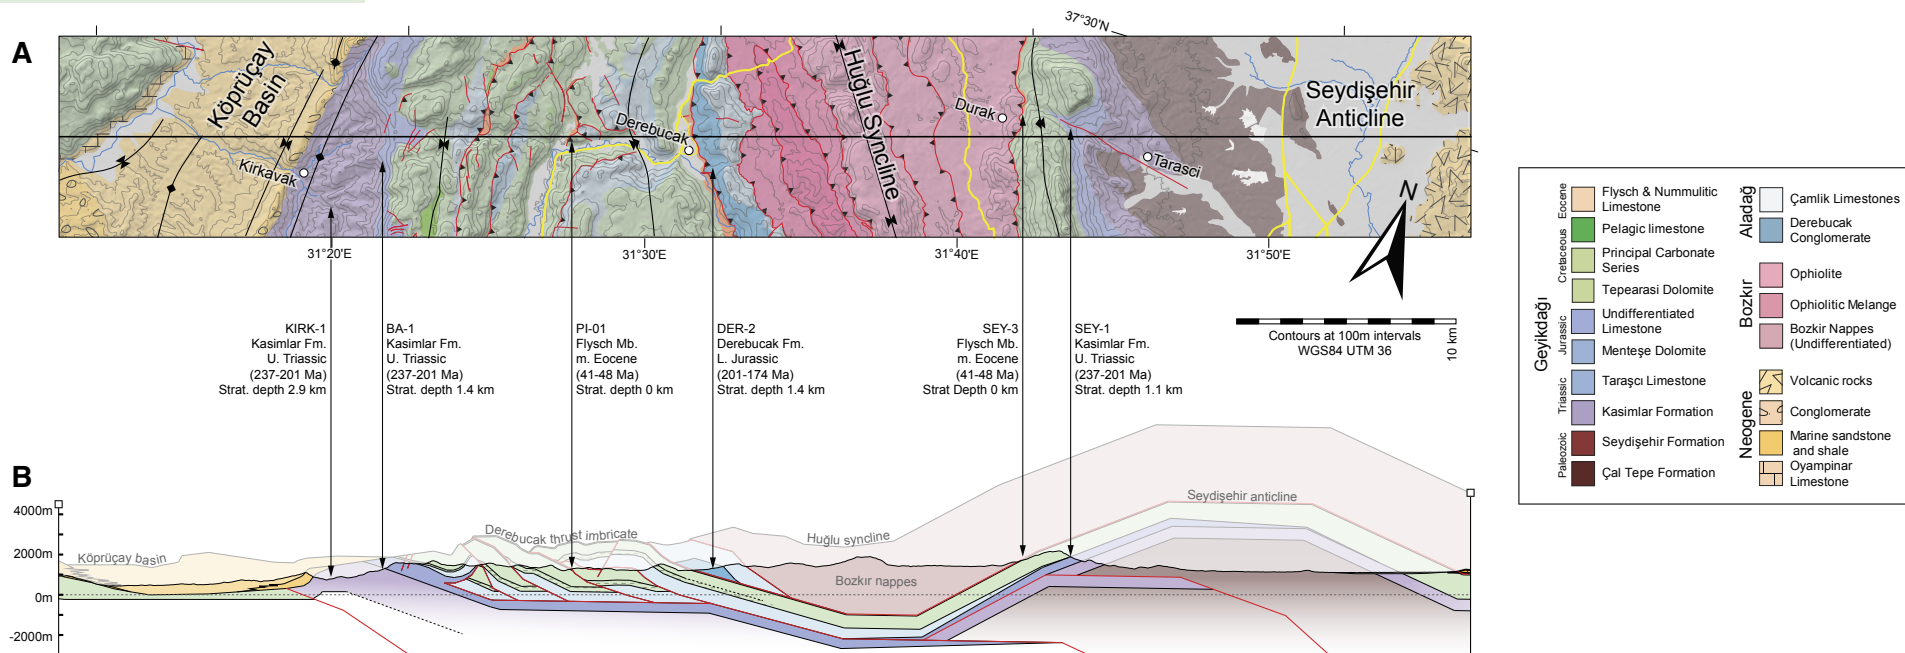 A
37°30'N
Köprüçay
Basin
Kirkavak
Derebucak
Huğlu Syncline
Durak
Tarasci
Seydişehir
Anticline
N
31°20'E
31°30'E
31°40'E
31°50'E
KIRK-1
Kasimlar Fm.
U. Triassic
(237-201 Ma)
Strat. depth 2.9 km
BA-1
Kasimlar Fm.
U. Triassic
(237-201 Ma)
Strat. depth 1.4 km
PI-01
Flysch Mb.
m. Eocene
(41-48 Ma)
Strat. depth 0 km
DER-2
Derebucak Fm.
L. Jurassic
(201-174 Ma)
Strat. depth 1.4 km
SEY-3
Flysch Mb.
m. Eocene
(41-48 Ma)
Strat Depth 0 km
SEY-1
Kasimlar Fm.
U. Triassic
(237-201 Ma)
Strat. depth 1.1 km
Contours at 100m intervals
WGS84 UTM 36
10 km
Geyikdağı
Eocene
Flysch & Nummulitic
Limestone
Cretaceous
Pelagic limestone
Principal Carbonate
Series
Tepearasi Dolomite
Jurassic
Undifferentiated
Limestone
Menteşe Dolomite
Triassic
Taraşcı Limestone
Kasimlar Formation
Paleozoic
Seydişehir Formation
Çal Tepe Formation
Aladağ
Çamlik Limestones
Derebucak
Conglomerate
Bozkır
Ophiolite
Ophiolitic Melange
Bozkir Nappes
(Undifferentiated)
Neogene
Volcanic rocks
Conglomerate
Marine sandstone
and shale
Oyampinar
Limestone
B
4000m
2000m
0m
-2000m
Köprüçay basin
Derebucak thrust imbricate
Huğlu syncline
Bozkır nappes
Seydişehir anticline